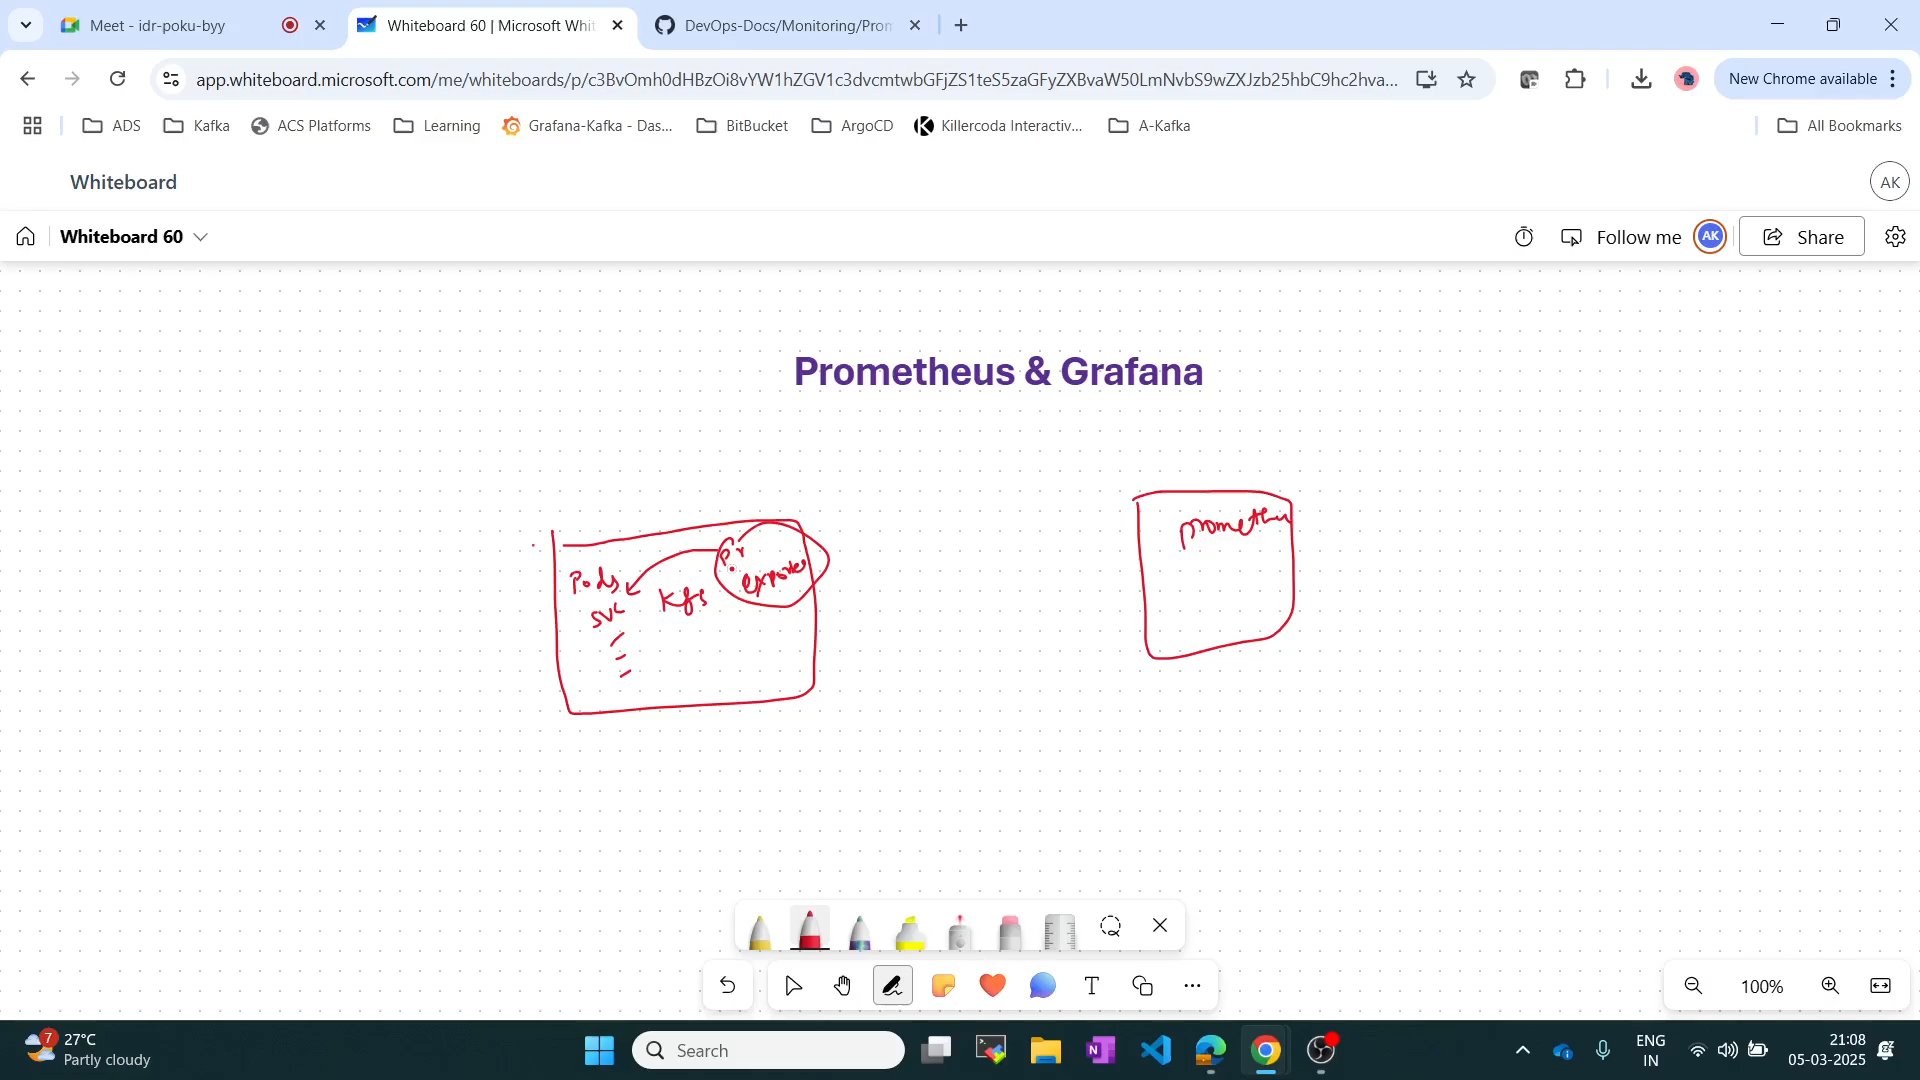 Meet - idr-poku-byy
Whiteboard 60 | Microsoft Whit
DevOps-Docs/Monitoring/Prom
app.whiteboard.microsoft.com/me/whiteboards/p/c3BvOmh0dHBzOi8vYW1hZGV1c3dvcmtwbGFjZS1teS5zaGFyZXBvaW50LmNvbS9wZXJzb25hbC9hc2hva...
New Chrome available
ADS
Kafka
ACS Platforms
Learning
Grafana-Kafka - Das...
BitBucket
ArgoCD
Killercoda Interactiv...
A-Kafka
All Bookmarks
Whiteboard
AK
Whiteboard 60
Follow me
AK
Share
Prometheus & Grafana
Pr
exporter
Pods
svc
k8s
promethu
T
100%
7
27°C
Partly cloudy
Search
ENG
IN
21:08
05-03-2025